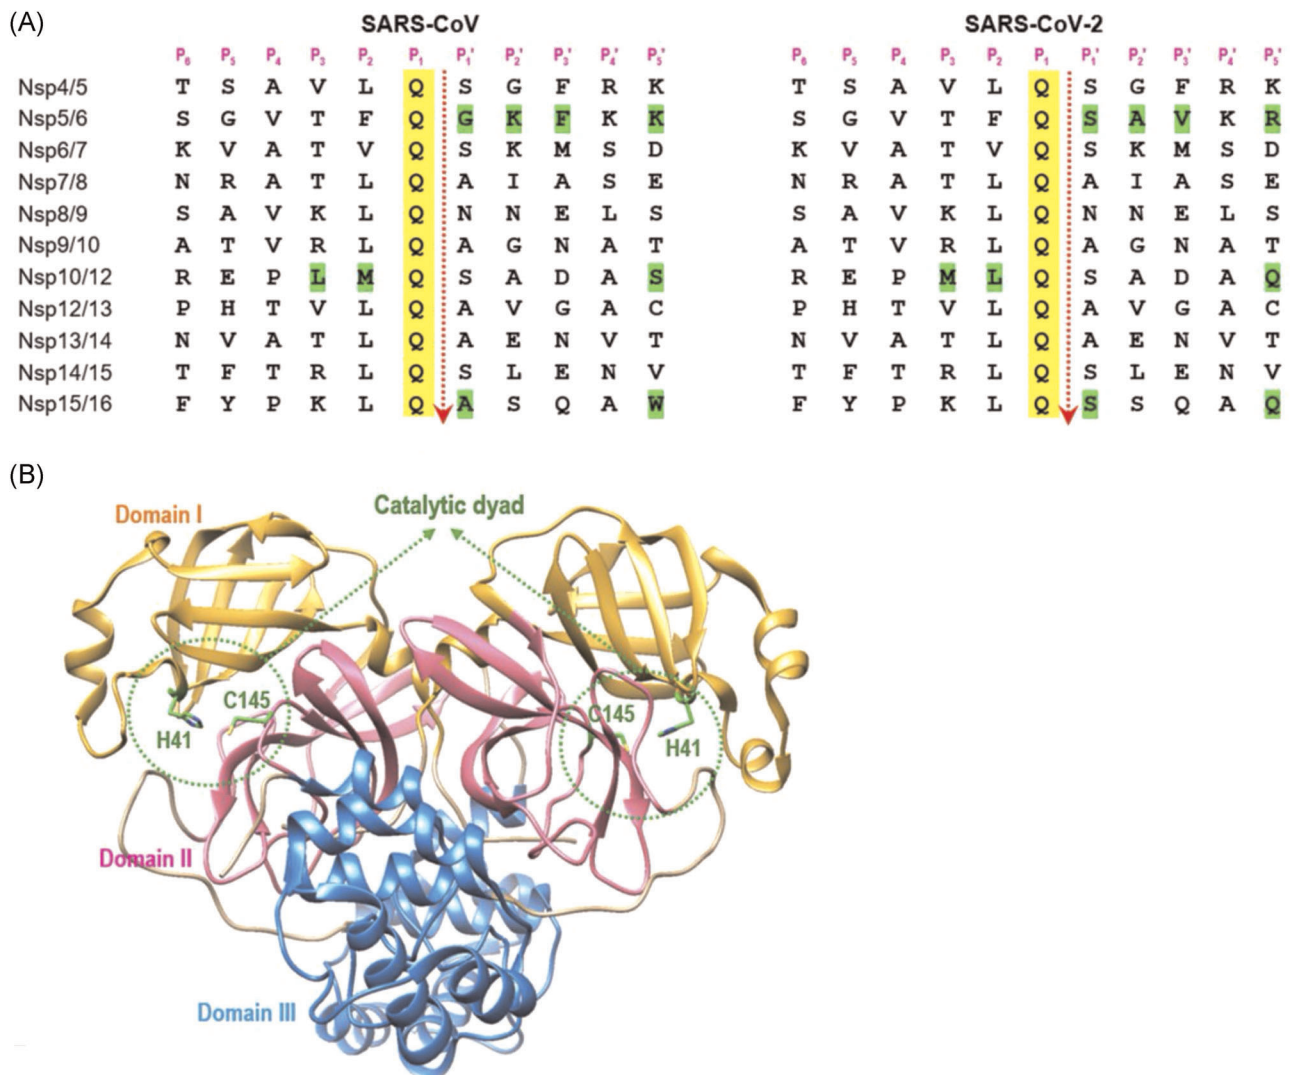 (A)
SARS-CoV SARS-CoV-2
P6 P5 P4 P3 P2 P1 P1' P2' P3' P4' P5' P6 P5 P4 P3 P2 P1 P1' P2' P3' P4' P5'
Nsp4/5 T S A V L Q S G F R K T S A V L Q S G F R K
Nsp5/6 S G V T F Q G K F K K S G V T F Q S A V K R
Nsp6/7 K V A T V Q S K M S D K V A T V Q S K M S D
Nsp7/8 N R A T L Q A I A S E N R A T L Q A I A S E
Nsp8/9 S A V K L Q N N E L S S A V K L Q N N E L S
Nsp9/10 A T V R L Q A G N A T A T V R L Q A G N A T
Nsp10/12 R E P L M Q S A D A S R E P M L Q S A D A Q
Nsp12/13 P H T V L Q A V G A C P H T V L Q A V G A C
Nsp13/14 N V A T L Q A E N V T N V A T L Q A E N V T
Nsp14/15 T F T R L Q S L E N V T F T R L Q S L E N V
Nsp15/16 F Y P K L Q A S Q A W F Y P K L Q S S Q A Q
(B)
Domain I
Catalytic dyad
C145
H41
C145
H41
Domain II
Domain III